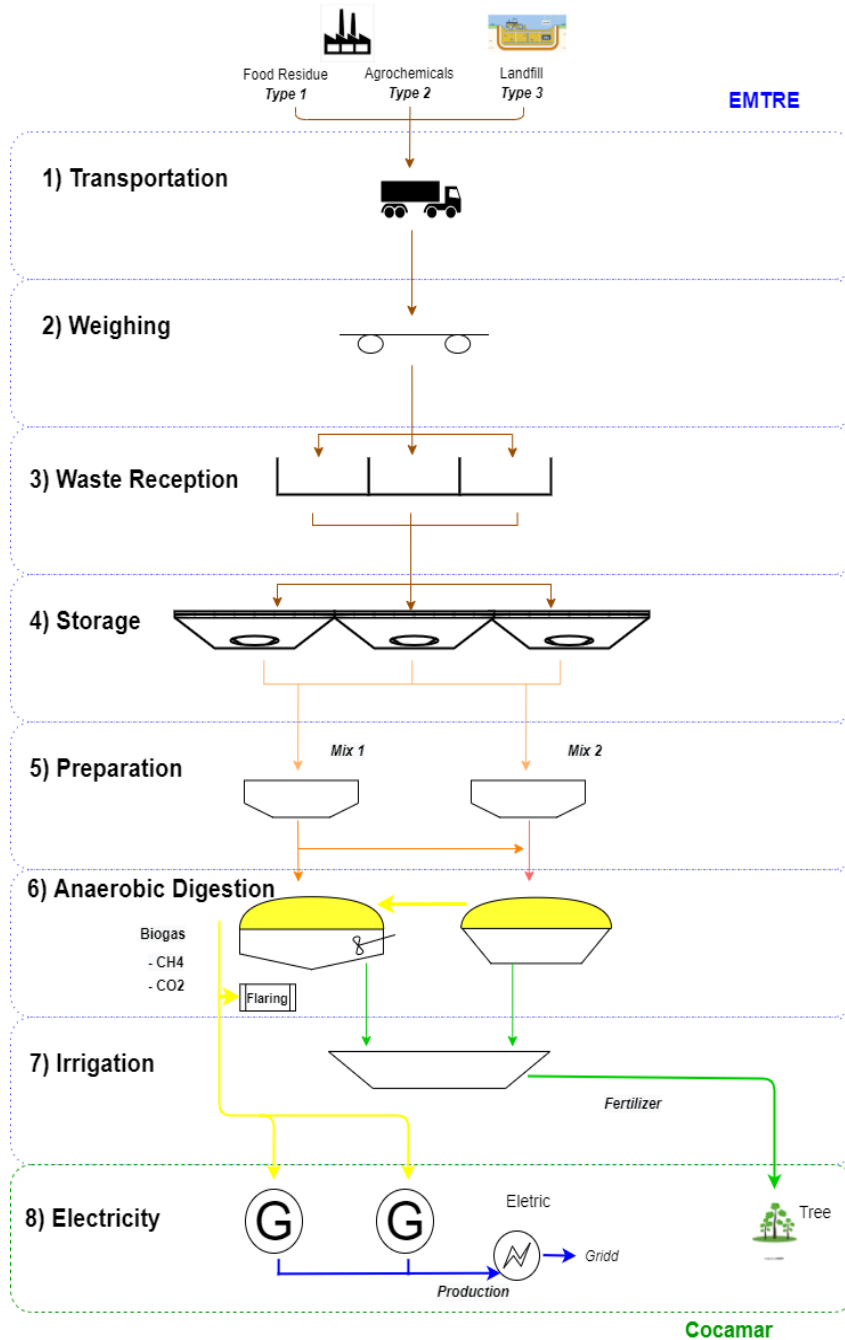 Food Residue
Type 1
Agrochemicals
Type 2
Landfill
Type 3
EMTRE
1) Transportation
2) Weighing
3) Waste Reception
4) Storage
5) Preparation
Mix 1
Mix 2
6) Anaerobic Digestion
Biogas
- CH4
- CO2
Flaring
7) Irrigation
Fertilizer
8) Electricity
G
G
Eletric
Tree
Gridd
Production
Cocamar